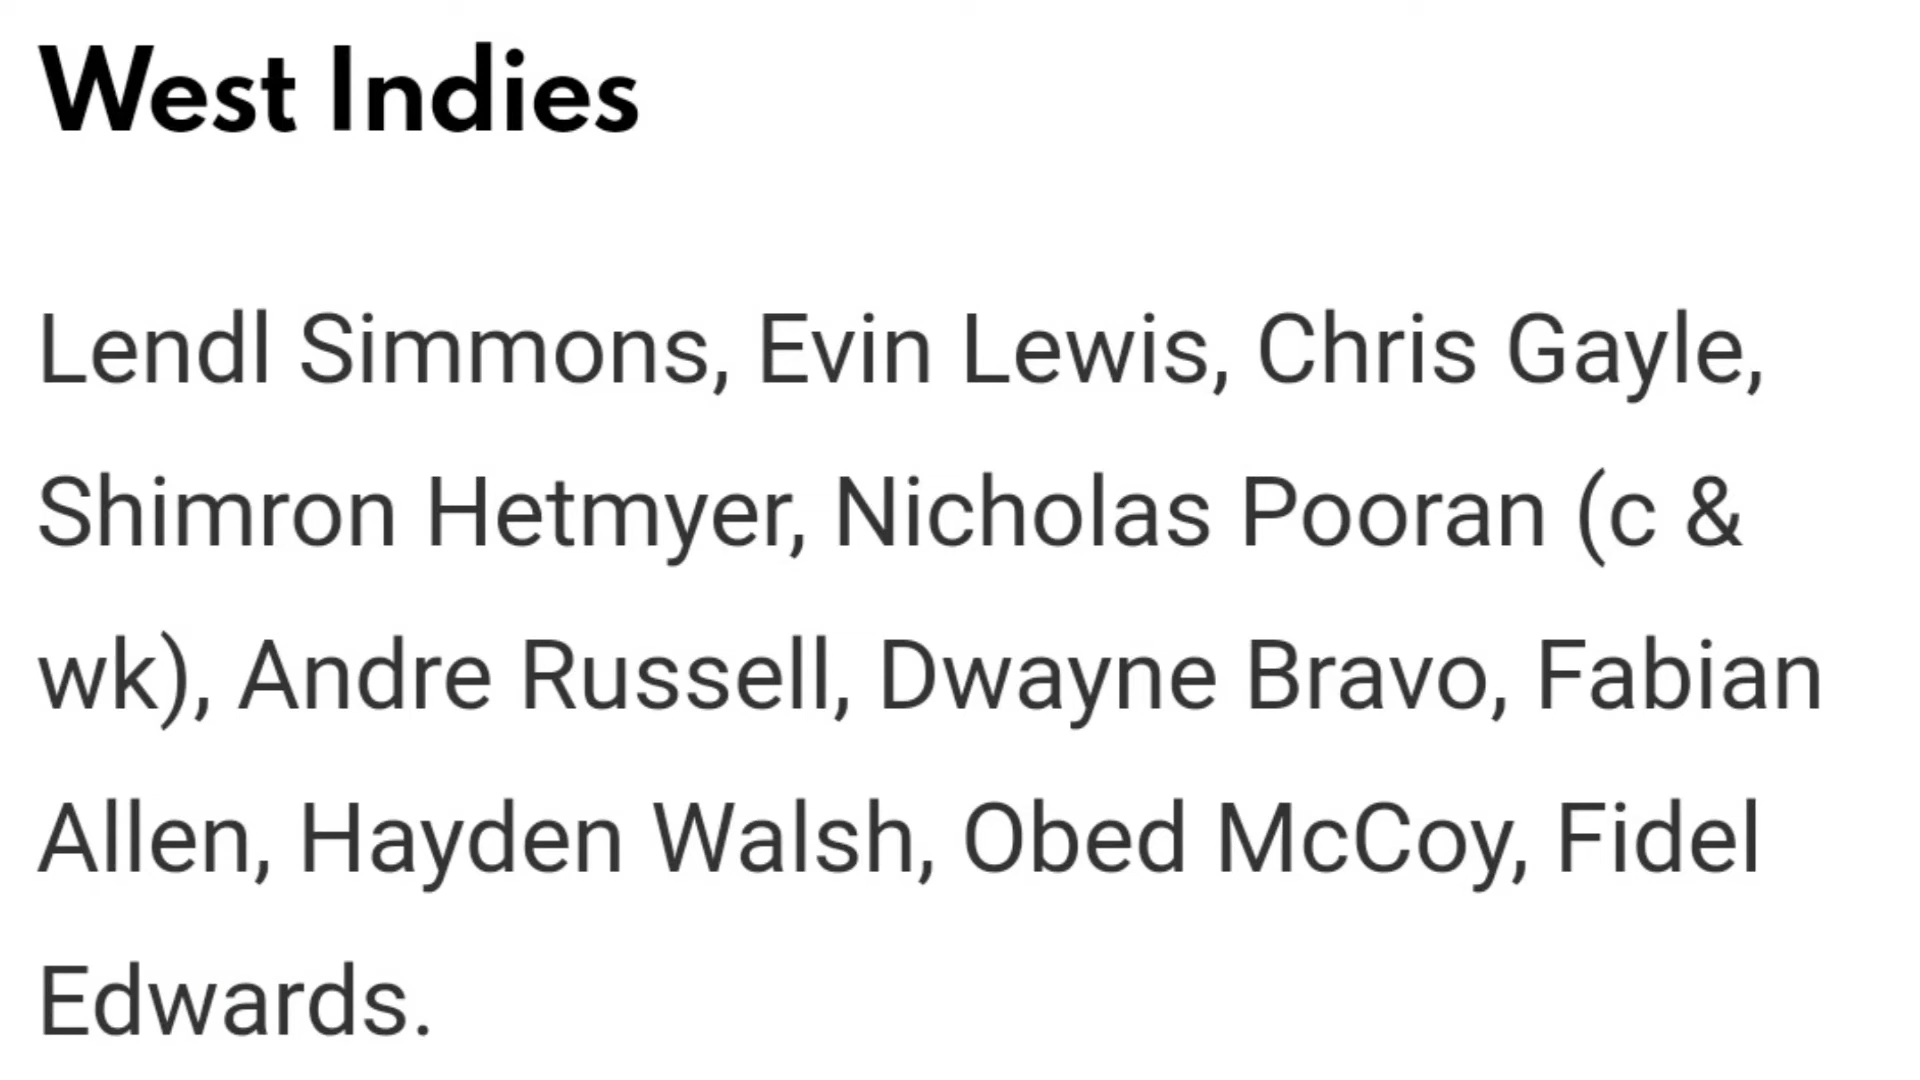 West Indies
Lendl Simmons, Evin Lewis, Chris Gayle,
Shimron Hetmyer, Nicholas Pooran (c &
wk), Andre Russell, Dwayne Bravo, Fabian
Allen, Hayden Walsh, Obed McCoy, Fidel
Edwards.